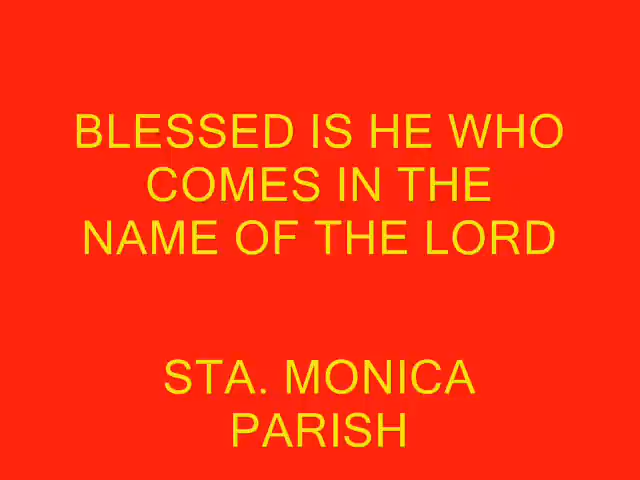 BLESSED IS HE WHO
COMES IN THE
NAME OF THE LORD
STA. MONICA
PARISH